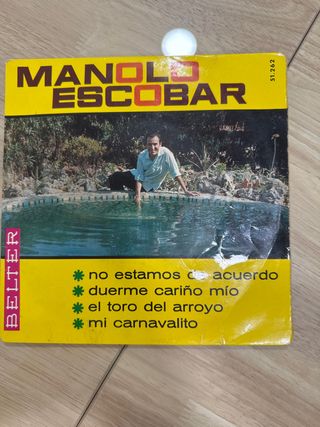 MANOLO
ESCOBAR
51.262
BELTER
no estamos de acuerdo
duerme cariño mío
el toro del arroyo
mi carnavalito